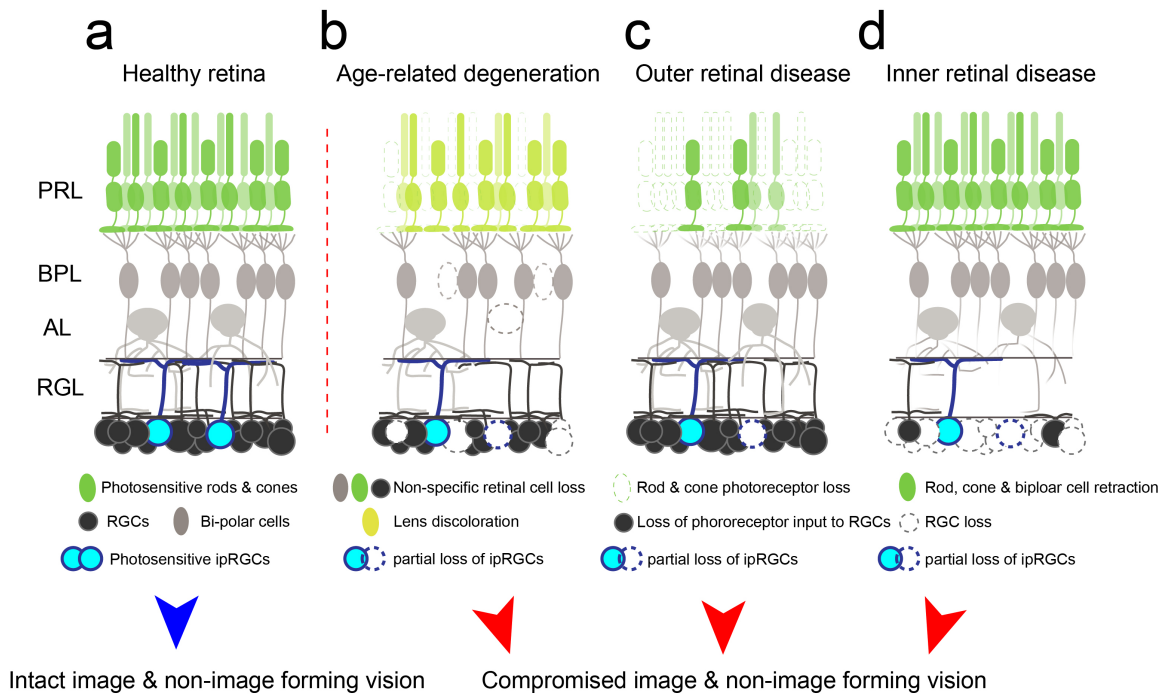 a
b
c
d
Healthy retina
Age-related degeneration
Outer retinal disease
Inner retinal disease
PRL
BPL
AL
RGL
Photosensitive rods & cones
RGCs
Bi-polar cells
Photosensitive ipRGCs
Non-specific retinal cell loss
Lens discoloration
partial loss of ipRGCs
Rod & cone photoreceptor loss
Loss of phororeceptor input to RGCs
partial loss of ipRGCs
Rod, cone & biploar cell retraction
RGC loss
partial loss of ipRGCs
Intact image & non-image forming vision
Compromised image & non-image forming vision